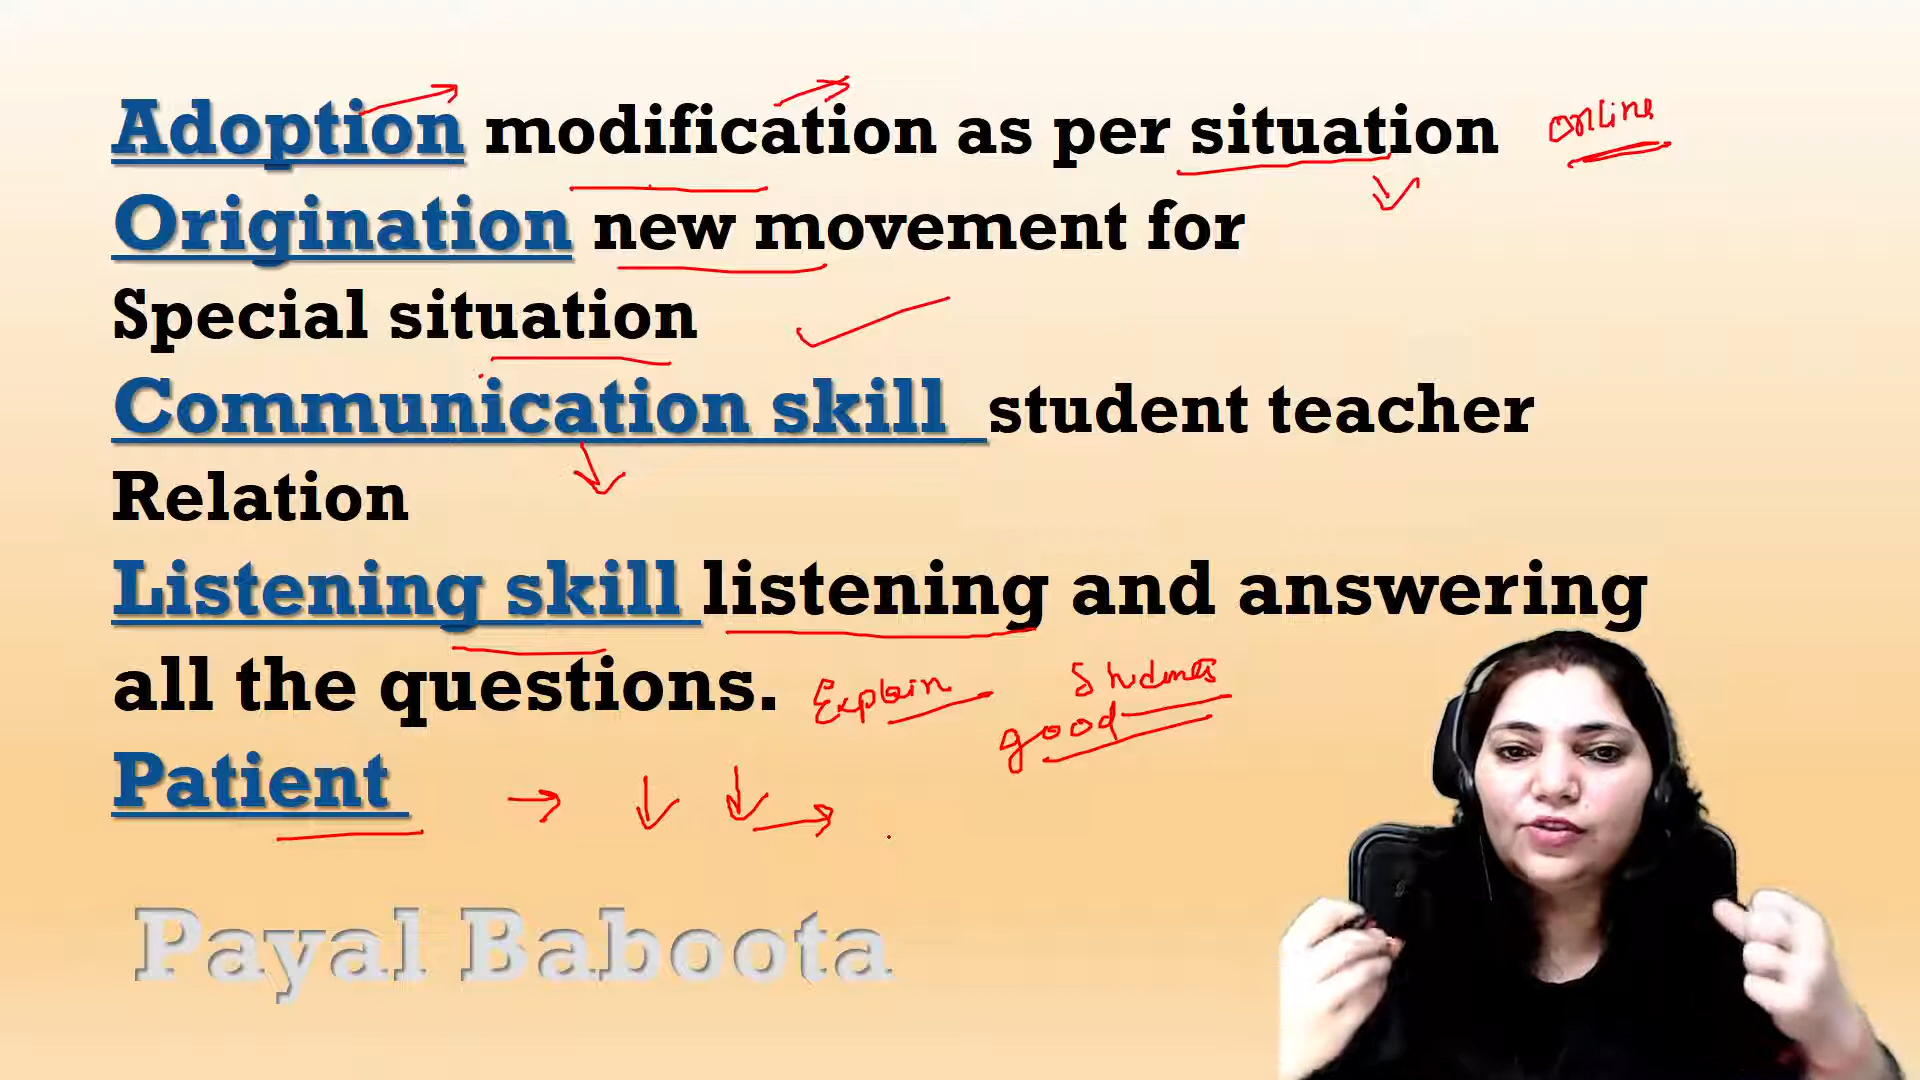 Adoption modification as per situation online
Origination new movement for
Special situation
Communication skill student teacher
Relation
Listening skill listening and answering
all the questions. Explain Students
good
Patient
Payal Baboota